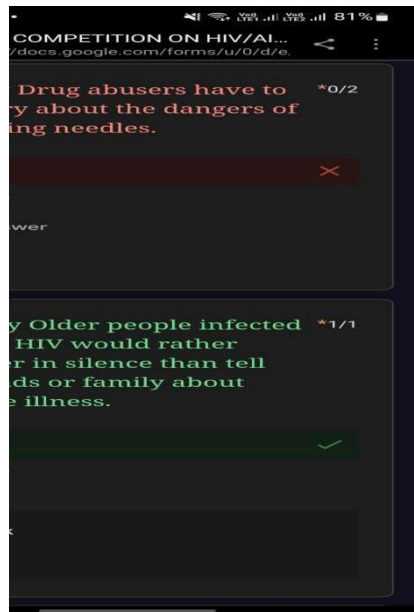 81%
COMPETITION ON HIV/AI...
/docs.google.com/forms/u/0/d/e.
Drug abusers have to *0/2
ry about the dangers of
ing needles.
wer
y Older people infected *1/1
HIV would rather
er in silence than tell
ds or family about
e illness.